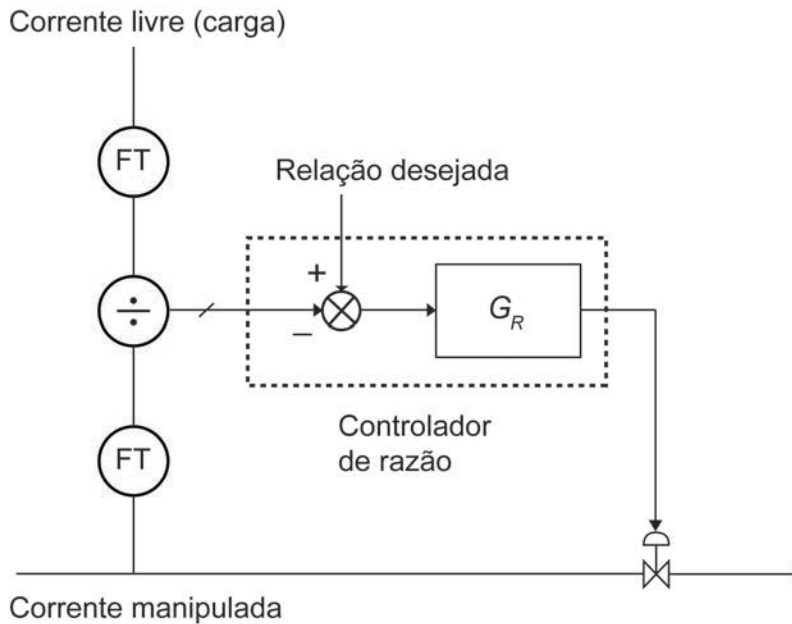 Corrente livre (carga)
FT
Relação desejada
+
÷
−
G_R
Controlador
de razão
FT
Corrente manipulada